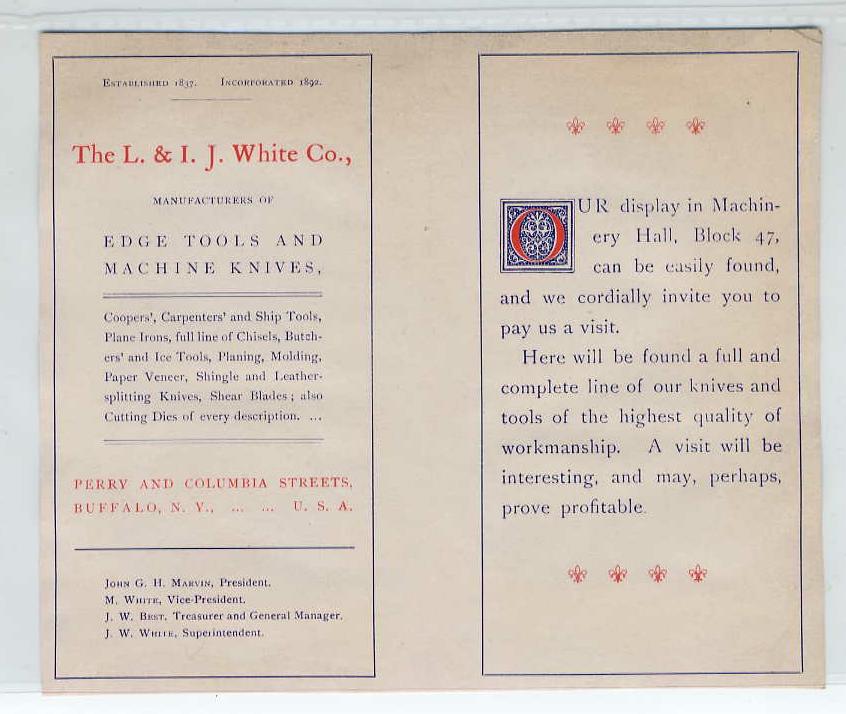 Established 1837. Incorporated 1892.
The L. & I. J. White Co.,
MANUFACTURERS OF
EDGE TOOLS AND
MACHINE KNIVES,
Coopers', Carpenters' and Ship Tools,
Plane Irons, full line of Chisels, Butch-
ers' and Ice Tools, Planing, Molding,
Paper Veneer, Shingle and Leather-
splitting Knives, Shear Blades; also
Cutting Dies of every description. ...
PERRY AND COLUMBIA STREETS,
BUFFALO, N. Y., ... ... U. S. A.
John G. H. Marvin, President.
M. White, Vice-President.
J. W. Best, Treasurer and General Manager.
J. W. White, Superintendent.
OUR display in Machin-
ery Hall, Block 47,
can be easily found,
and we cordially invite you to
pay us a visit.
Here will be found a full and
complete line of our knives and
tools of the highest quality of
workmanship. A visit will be
interesting, and may, perhaps,
prove profitable.